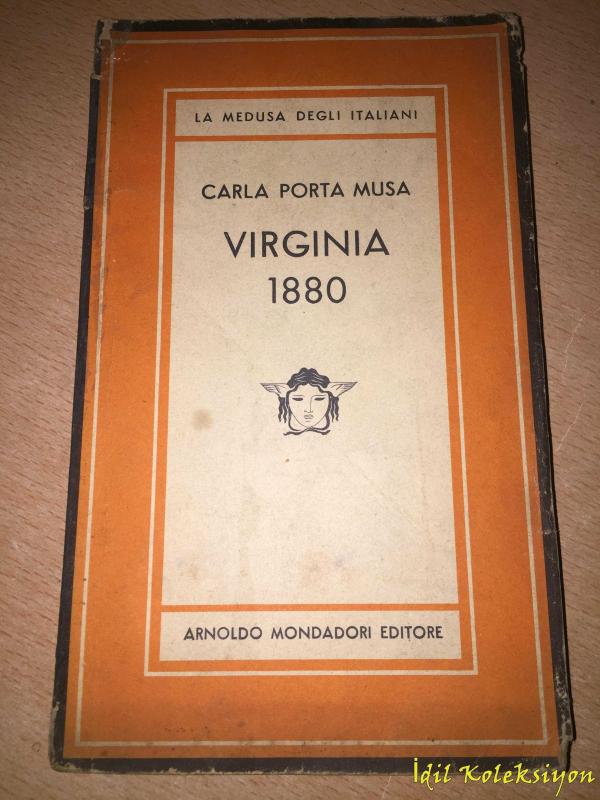 LA MEDUSA DEGLI ITALIANI
CARLA PORTA MUSA
VIRGINIA
1880
ARNOLDO MONDADORI EDITORE
İdil Koleksiyon